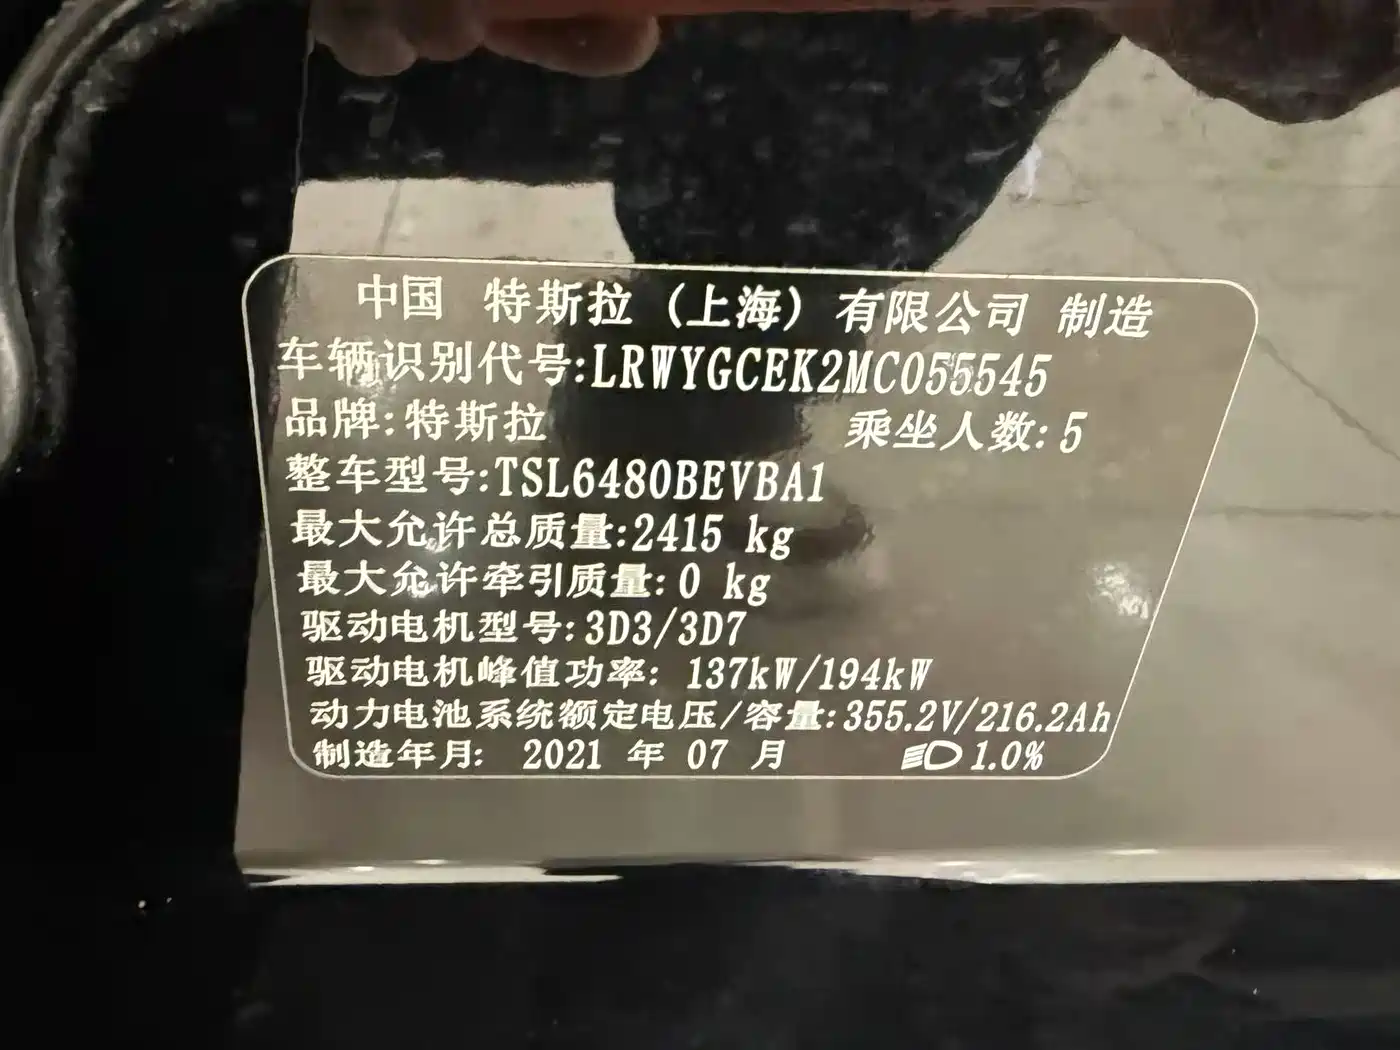 中国 特斯拉（上海）有限公司 制造
车辆识别代号:LRWYGCEK2MC055545
品牌:特斯拉 乘坐人数:5
整车型号:TSL6480BEVBA1
最大允许总质量:2415 kg
最大允许牵引质量:0 kg
驱动电机型号:3D3/3D7
驱动电机峰值功率: 137kW/194kW
动力电池系统额定电压/容量:355.2V/216.2Ah
制造年月: 2021 年 07 月 1.0%